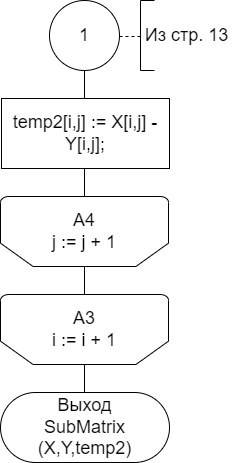 1
Из стр. 13
temp2[i,j] := X[i,j] -
Y[i,j];
A4
j := j + 1
A3
i := i + 1
Выход
SubMatrix
(X,Y,temp2)